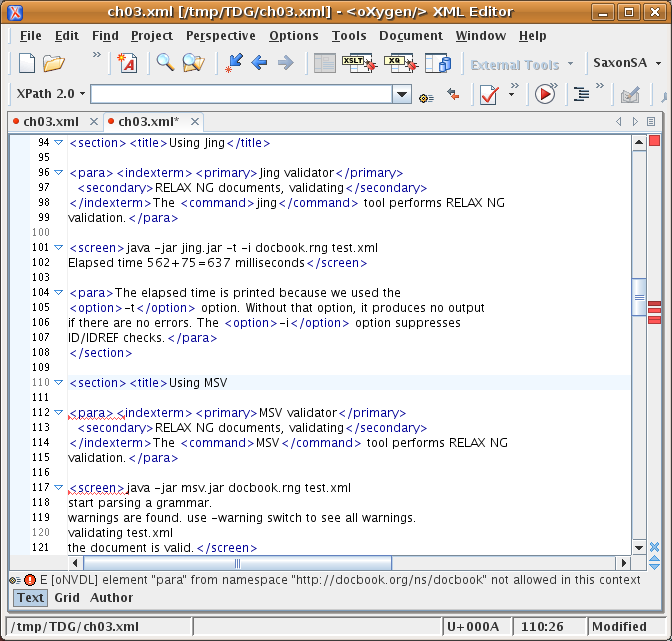 ch03.xml [/tmp/TDG/ch03.xml] - <oXygen/> XML Editor
File Edit Find Project Perspective Options Tools Document Window Help
XSLT XQ External Tools SaxonSA
XPath 2.0
ch03.xml ch03.xml*
94 <section><title>Using Jing</title>
95
96 <para><indexterm><primary>Jing validator</primary>
97 <secondary>RELAX NG documents, validating</secondary>
98 </indexterm>The <command>jing</command> tool performs RELAX NG
99 validation.</para>
100
101 <screen>java -jar jing.jar -t -i docbook.rng test.xml
102 Elapsed time 562+75=637 milliseconds</screen>
103
104 <para>The elapsed time is printed because we used the
105 <option>-t</option> option. Without that option, it produces no output
106 if there are no errors. The <option>-i</option> option suppresses
107 ID/IDREF checks.</para>
108 </section>
109
110 <section><title>Using MSV
111
112 <para><indexterm><primary>MSV validator</primary>
113 <secondary>RELAX NG documents, validating</secondary>
114 </indexterm>The <command>MSV</command> tool performs RELAX NG
115 validation.</para>
116
117 <screen>java -jar msv.jar docbook.rng test.xml
118 start parsing a grammar.
119 warnings are found. use -warning switch to see all warnings.
120 validating test.xml
121 the document is valid.</screen>
E [oNVDL] element "para" from namespace "http://docbook.org/ns/docbook" not allowed in this context
Text Grid Author
/tmp/TDG/ch03.xml U+000A 110:26 Modified